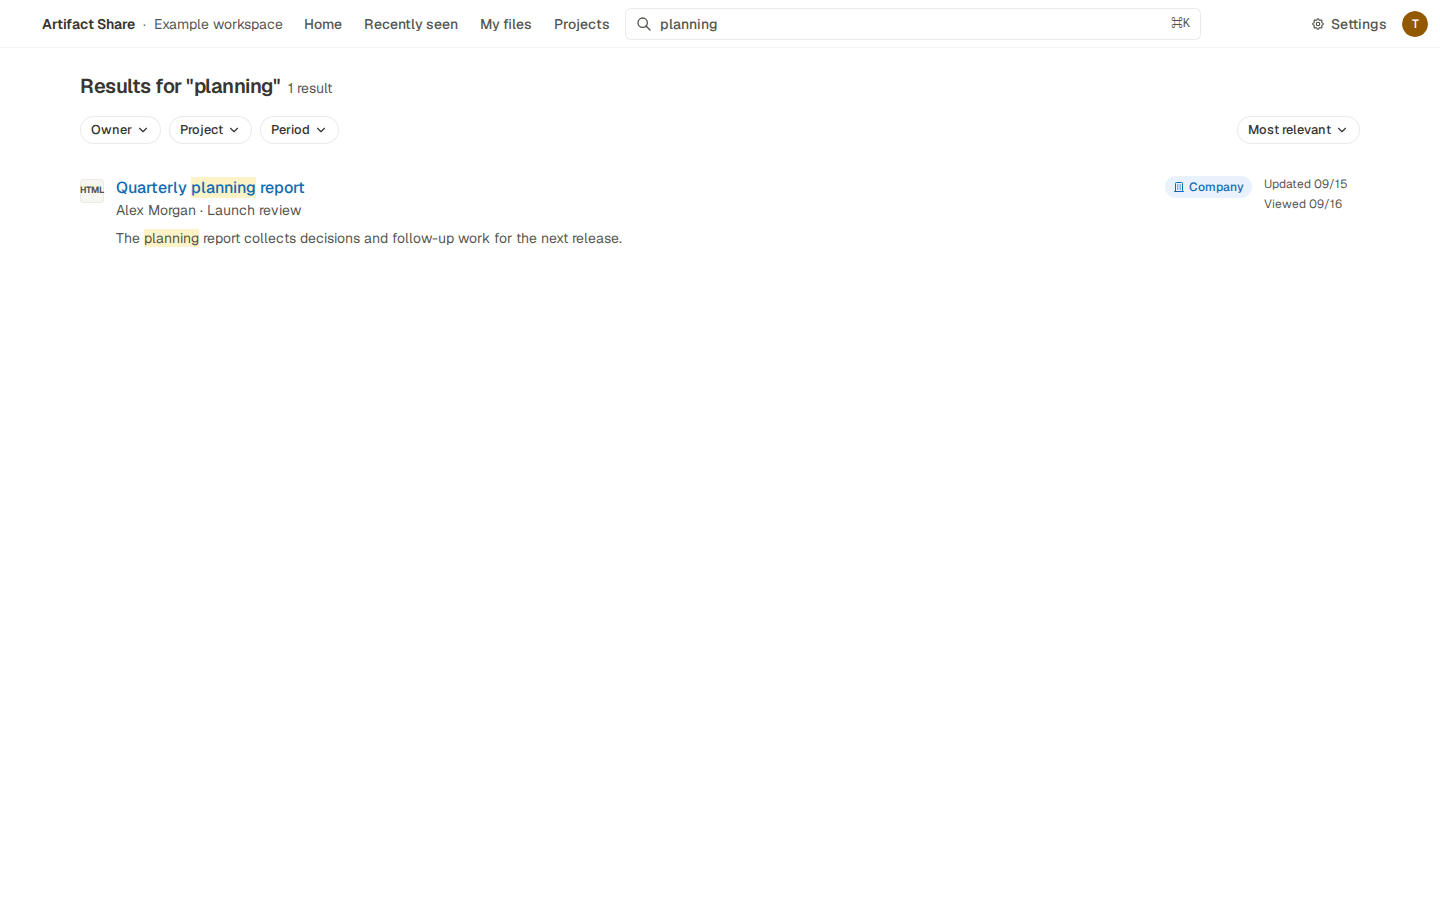 Artifact Share · Example workspace Home Recently seen My files Projects planning ⌘K Settings T
Results for "planning" 1 result
Owner Project Period Most relevant
HTML Quarterly planning report Company Updated 09/15
Alex Morgan · Launch review Viewed 09/16
The planning report collects decisions and follow-up work for the next release.